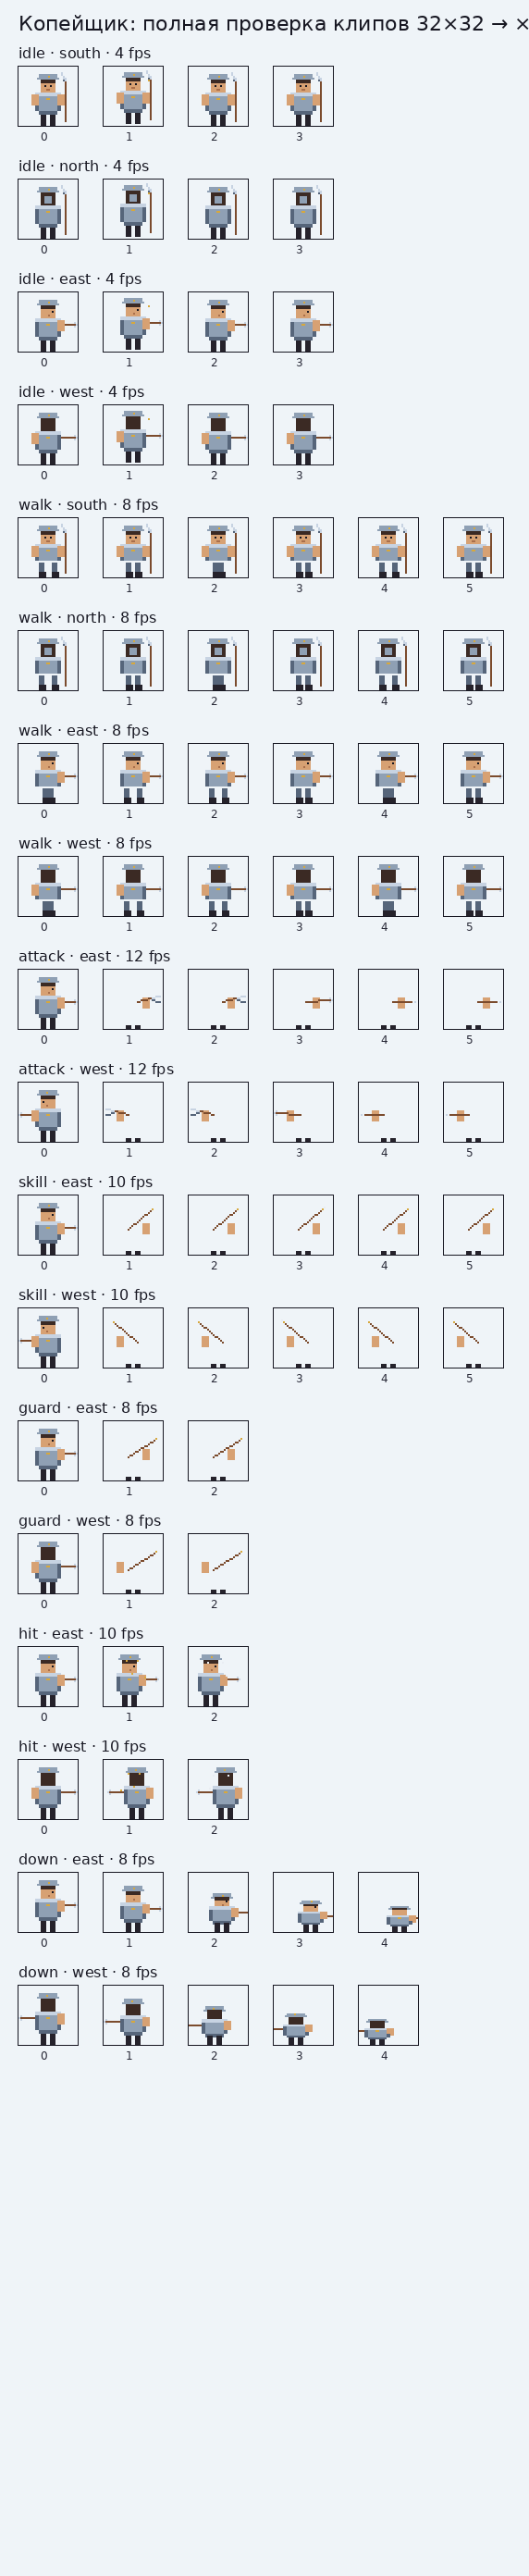 Копейщик: полная проверка клипов 32×32 → ×
idle · south · 4 fps
0 1 2 3
idle · north · 4 fps
0 1 2 3
idle · east · 4 fps
0 1 2 3
idle · west · 4 fps
0 1 2 3
walk · south · 8 fps
0 1 2 3 4 5
walk · north · 8 fps
0 1 2 3 4 5
walk · east · 8 fps
0 1 2 3 4 5
walk · west · 8 fps
0 1 2 3 4 5
attack · east · 12 fps
0 1 2 3 4 5
attack · west · 12 fps
0 1 2 3 4 5
skill · east · 10 fps
0 1 2 3 4 5
skill · west · 10 fps
0 1 2 3 4 5
guard · east · 8 fps
0 1 2
guard · west · 8 fps
0 1 2
hit · east · 10 fps
0 1 2
hit · west · 10 fps
0 1 2
down · east · 8 fps
0 1 2 3 4
down · west · 8 fps
0 1 2 3 4